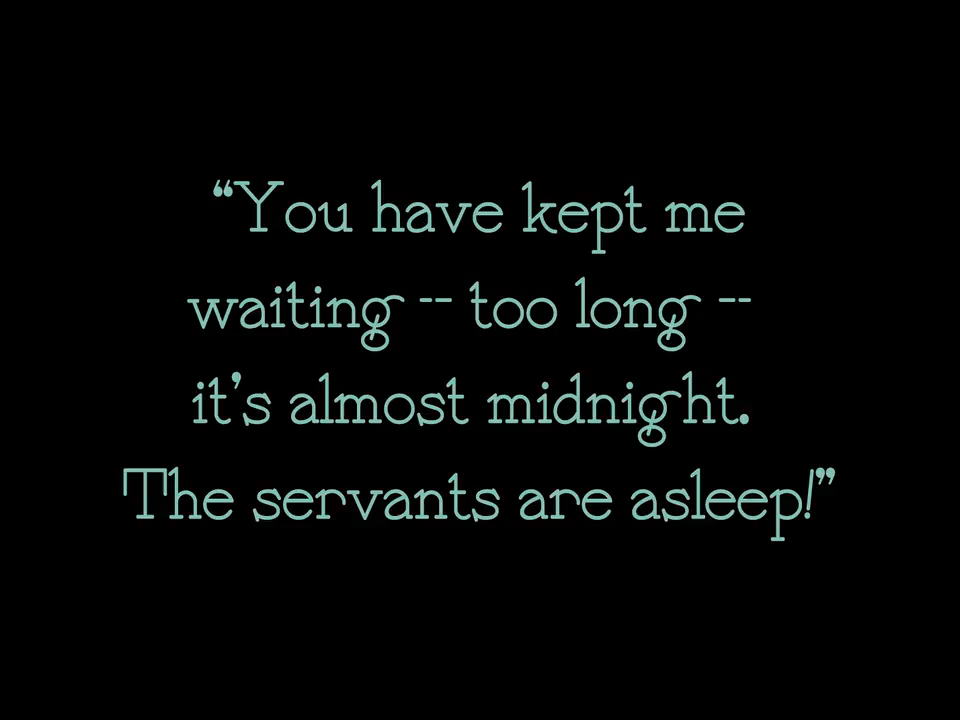 “You have kept me
waiting -- too long --
it’s almost midnight.
The servants are asleep!”